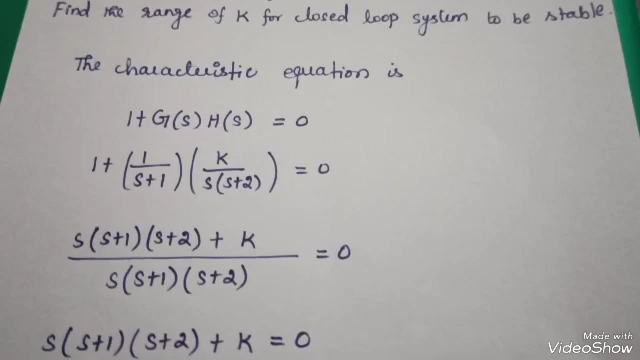 Find the range of K for closed loop system to be stable.
The characteristic equation is
1+ G(s) H(s) = 0
1+ (1/(s+1)) (K/(s(s+2))) = 0
(s(s+1)(s+2) + K)/(s(s+1)(s+2)) = 0
s(s+1)(s+2) + K = 0
Made with
VideoShow